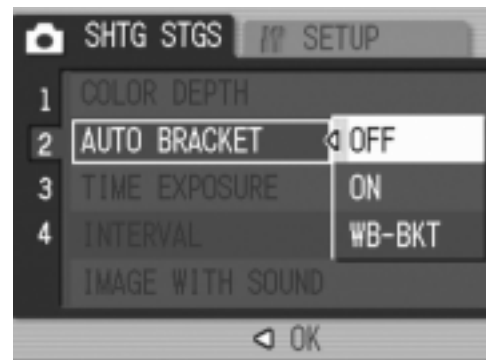 SHTG STGS SETUP
1 COLOR DEPTH
2 AUTO BRACKET OFF
3 TIME EXPOSURE ON
4 INTERVAL WB-BKT
IMAGE WITH SOUND
OK